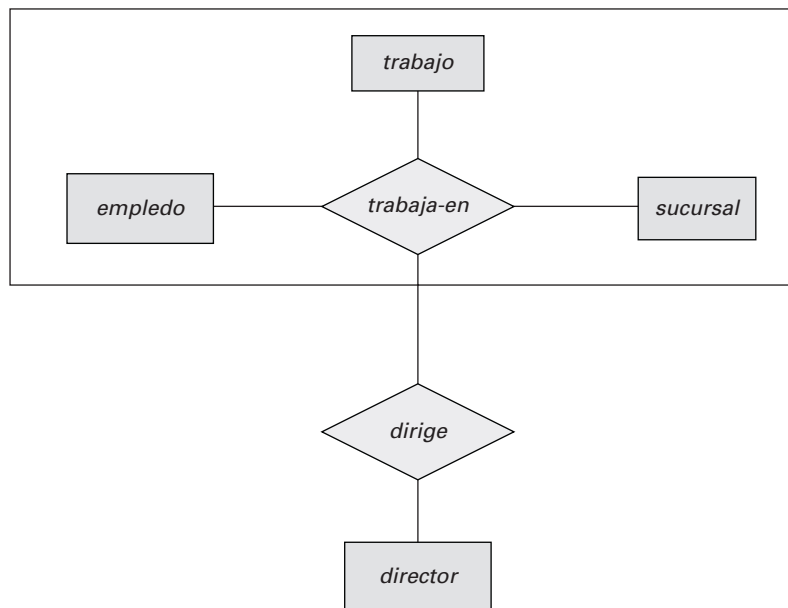 trabajo
empledo
trabaja-en
sucursal
dirige
director